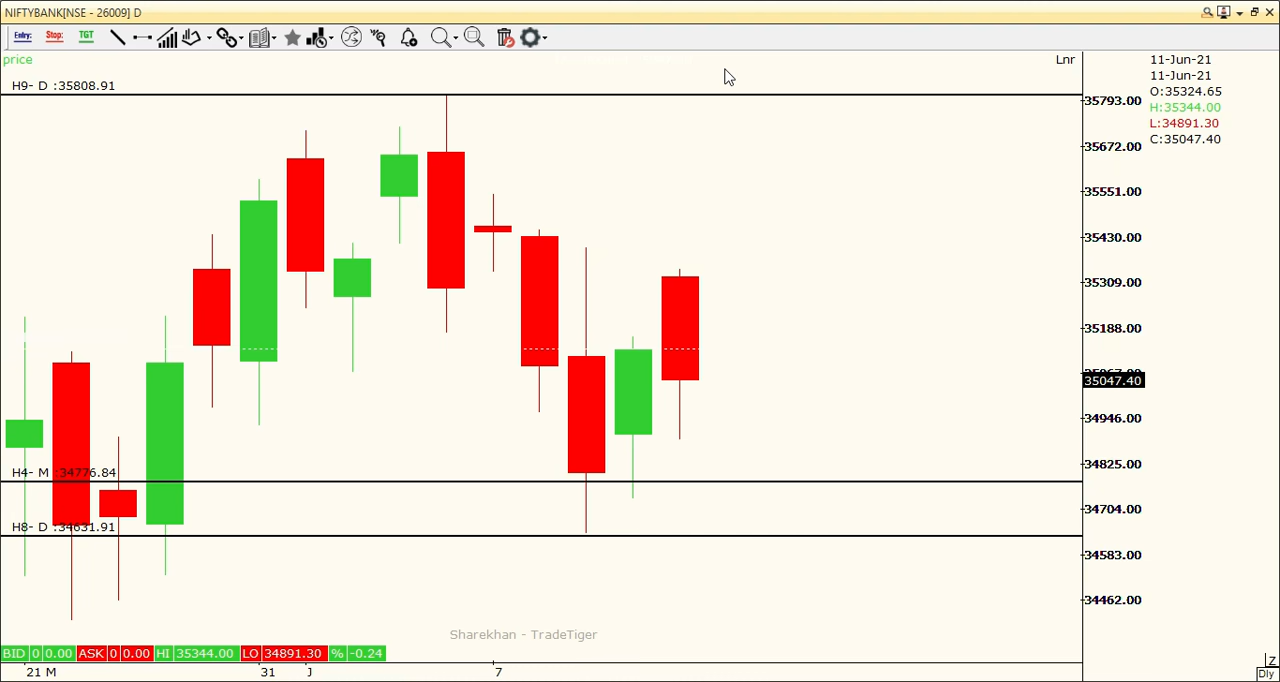 NIFTYBANK[NSE - 26009] D
Entry: Stop: TGT
price
Lnr
H9- D :35808.91
H4- M :34776.84
H8- D :34631.91
11-Jun-21
11-Jun-21
O:35324.65
H:35344.00
L:34891.30
C:35047.40
35793.00
35672.00
35551.00
35430.00
35309.00
35188.00
35047.40
34946.00
34825.00
34704.00
34583.00
34462.00
Sharekhan - TradeTiger
BID 0 0.00 ASK 0 0.00 HI 35344.00 LO 34891.30 % -0.24
21 M 31 J 7
Z
Dly